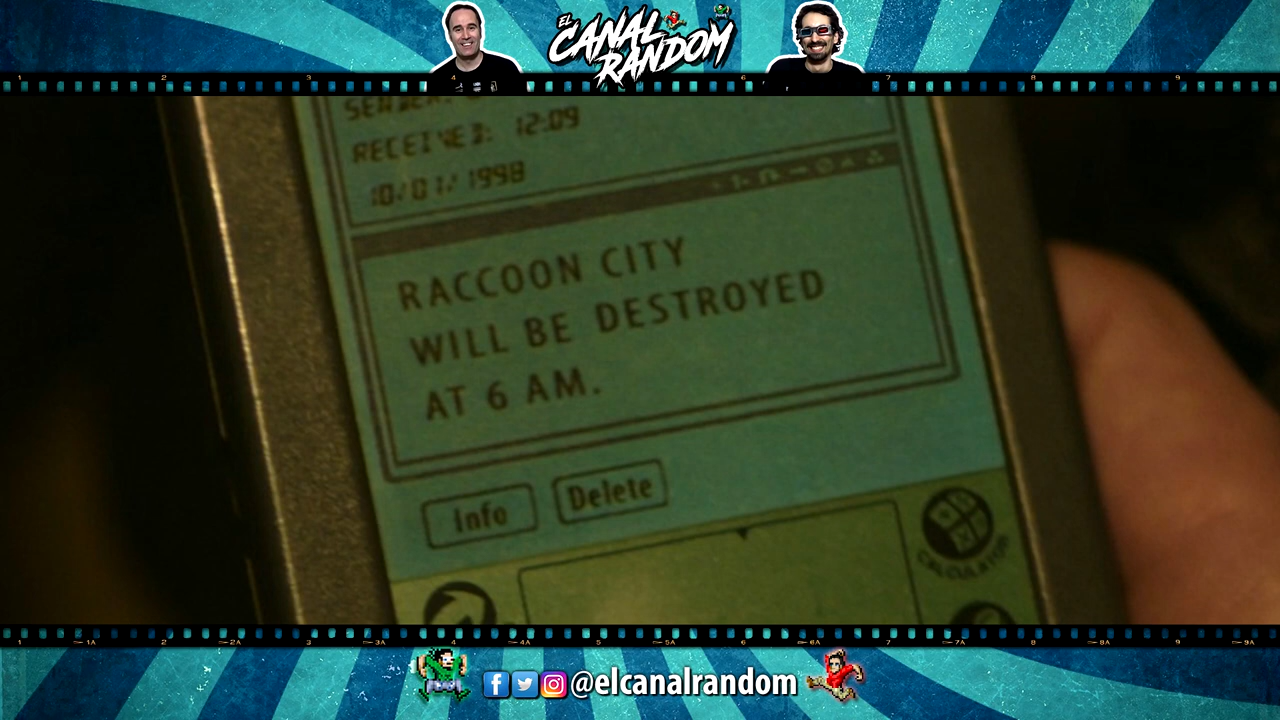 EL
CANAL
RANDOM
RECEIVED: 12:09
10/01/1998
RACCOON CITY
WILL BE DESTROYED
AT 6 AM.
Info
Delete
CALCULATOR
@elcanalrandom